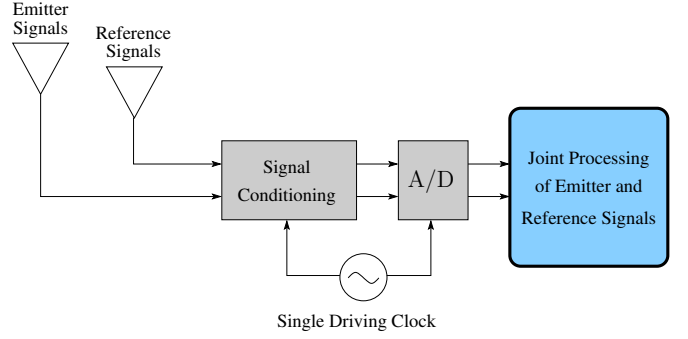 Emitter
Signals
Reference
Signals
Signal
Conditioning
A/D
Joint Processing
of Emitter and
Reference Signals
Single Driving Clock